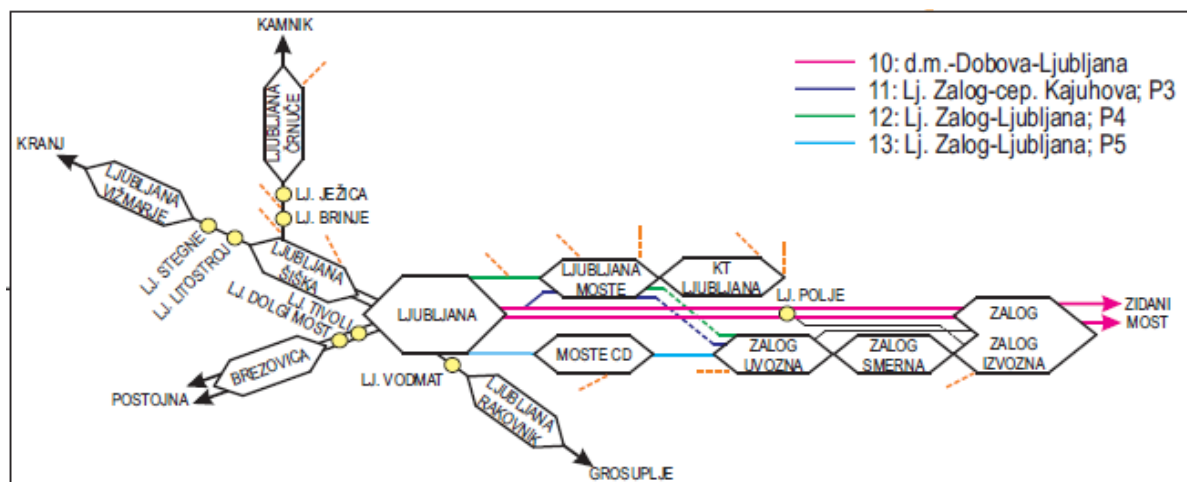 KAMNIK
10: d.m.-Dobova-Ljubljana
11: Lj. Zalog-cep. Kajuhova; P3
12: Lj. Zalog-Ljubljana; P4
13: Lj. Zalog-Ljubljana; P5
LJUBLJANA
ČRNUČE
KRANJ
LJUBLJANA
VIŽMARJE
LJ. JEŽICA
LJ. BRINJE
LJ. STEGNE
LJ. LITOSTROJ
LJUBLJANA
ŠIŠKA
LJ. TIVOLI
LJ. DOLGI MOST
LJUBLJANA
LJUBLJANA
MOSTE
KT
LJUBLJANA
LJ. POLJE
ZALOG
ZIDANI
MOST
BREZOVICA
POSTOJNA
LJ. VODMAT
MOSTE CD
ZALOG
UVOZNA
ZALOG
SMERNA
ZALOG
IZVOZNA
LJUBLJANA
RAKOVNIK
GROSUPLJE